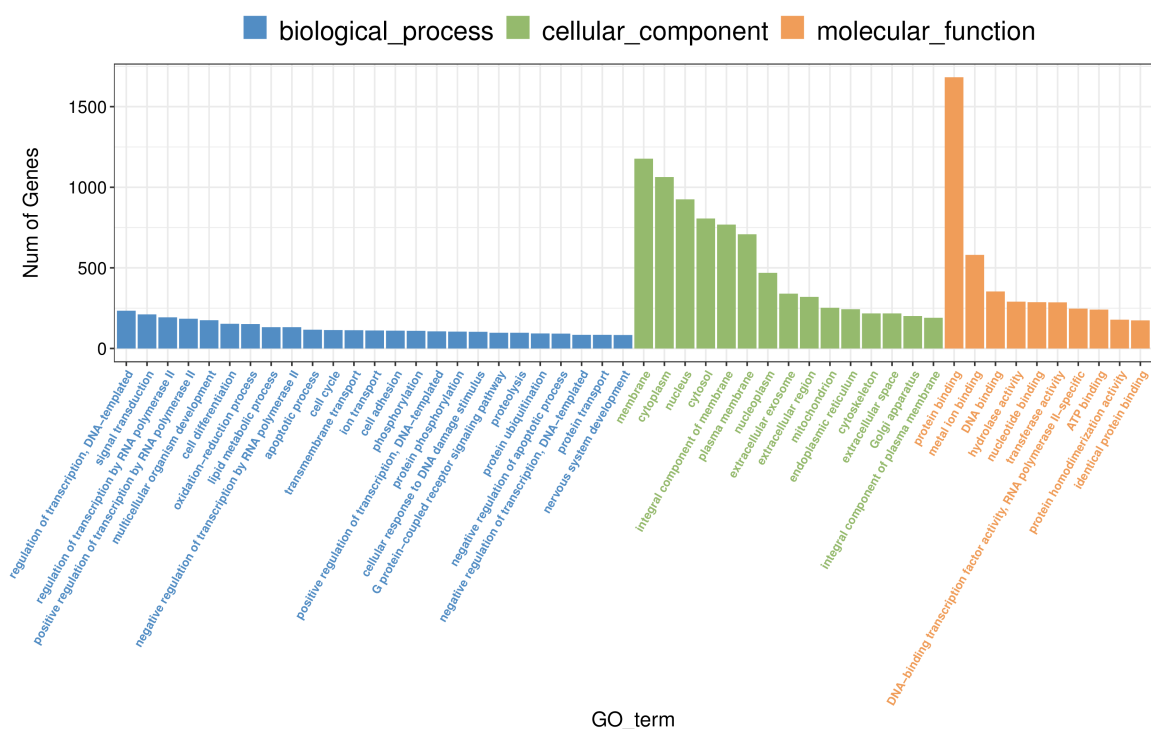 biological_process cellular_component molecular_function
Num of Genes
1500
1000
500
0
regulation of transcription, DNA−templated
signal transduction
regulation of transcription by RNA polymerase II
positive regulation of transcription by RNA polymerase II
multicellular organism development
cell differentiation
oxidation−reduction process
lipid metabolic process
negative regulation of transcription by RNA polymerase II
apoptotic process
cell cycle
transmembrane transport
ion transport
cell adhesion
phosphorylation
positive regulation of transcription, DNA−templated
protein phosphorylation
cellular response to DNA damage stimulus
G protein−coupled receptor signaling pathway
proteolysis
protein ubiquitination
negative regulation of apoptotic process
negative regulation of transcription, DNA−templated
protein transport
nervous system development
membrane
cytoplasm
nucleus
cytosol
integral component of membrane
plasma membrane
nucleoplasm
extracellular exosome
extracellular region
mitochondrion
endoplasmic reticulum
cytoskeleton
extracellular space
Golgi apparatus
integral component of plasma membrane
protein binding
metal ion binding
DNA binding
hydrolase activity
nucleotide binding
transferase activity
DNA−binding transcription factor activity, RNA polymerase II−specific
ATP binding
protein homodimerization activity
identical protein binding
GO_term